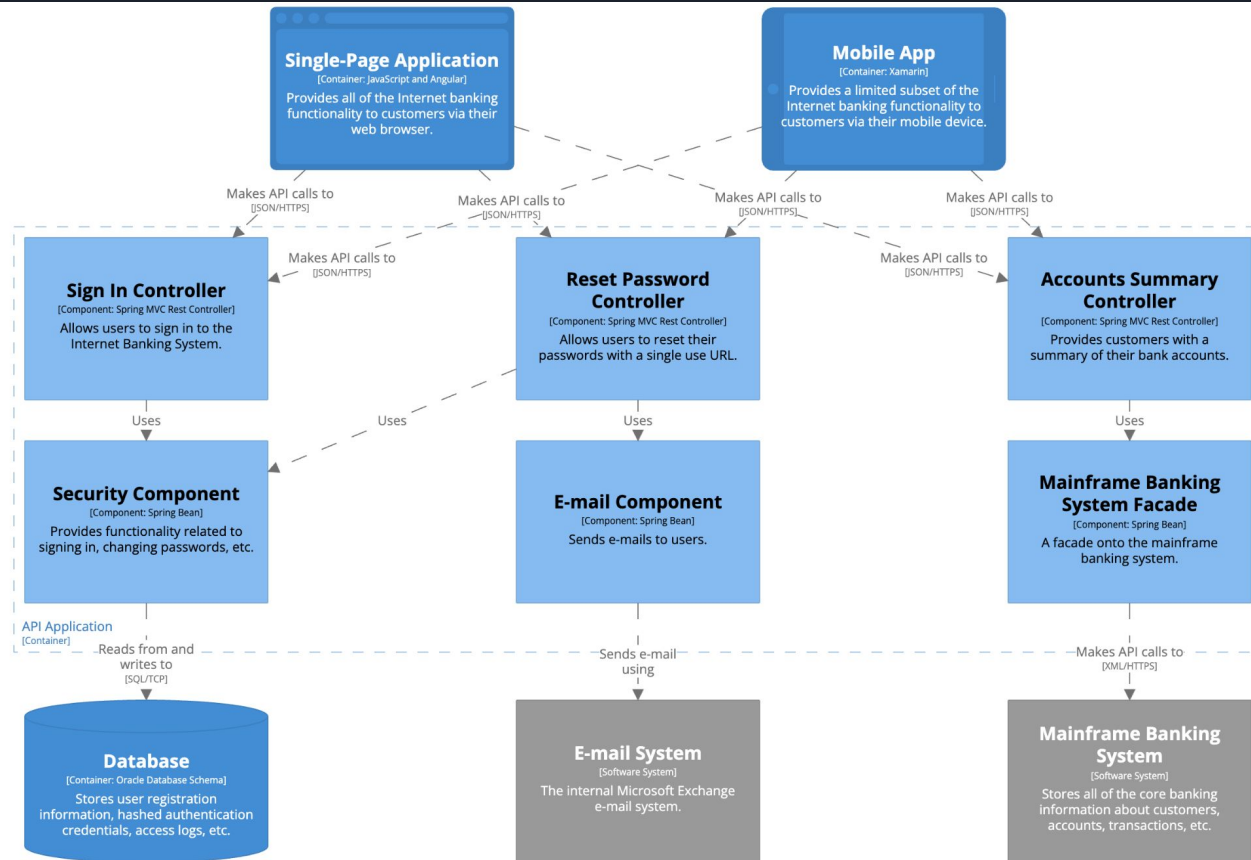 Single-Page Application
[Container: JavaScript and Angular]
Provides all of the Internet banking
functionality to customers via their
web browser.
Mobile App
[Container: Xamarin]
Provides a limited subset of the
Internet banking functionality to
customers via their mobile device.
Makes API calls to
[JSON/HTTPS]
Makes API calls to
[JSON/HTTPS]
Makes API calls to
[JSON/HTTPS]
Makes API calls to
[JSON/HTTPS]
Makes API calls to
[JSON/HTTPS]
Makes API calls to
[JSON/HTTPS]
Sign In Controller
[Component: Spring MVC Rest Controller]
Allows users to sign in to the
Internet Banking System.
Reset Password
Controller
[Component: Spring MVC Rest Controller]
Allows users to reset their
passwords with a single use URL.
Accounts Summary
Controller
[Component: Spring MVC Rest Controller]
Provides customers with a
summary of their bank accounts.
Uses
Uses
Uses
Uses
Security Component
[Component: Spring Bean]
Provides functionality related to
signing in, changing passwords, etc.
E-mail Component
[Component: Spring Bean]
Sends e-mails to users.
Mainframe Banking
System Facade
[Component: Spring Bean]
A facade onto the mainframe
banking system.
API Application
[Container]
Reads from and
writes to
[SQL/TCP]
Sends e-mail
using
Makes API calls to
[XML/HTTPS]
Database
[Container: Oracle Database Schema]
Stores user registration
information, hashed authentication
credentials, access logs, etc.
E-mail System
[Software System]
The internal Microsoft Exchange
e-mail system.
Mainframe Banking
System
[Software System]
Stores all of the core banking
information about customers,
accounts, transactions, etc.